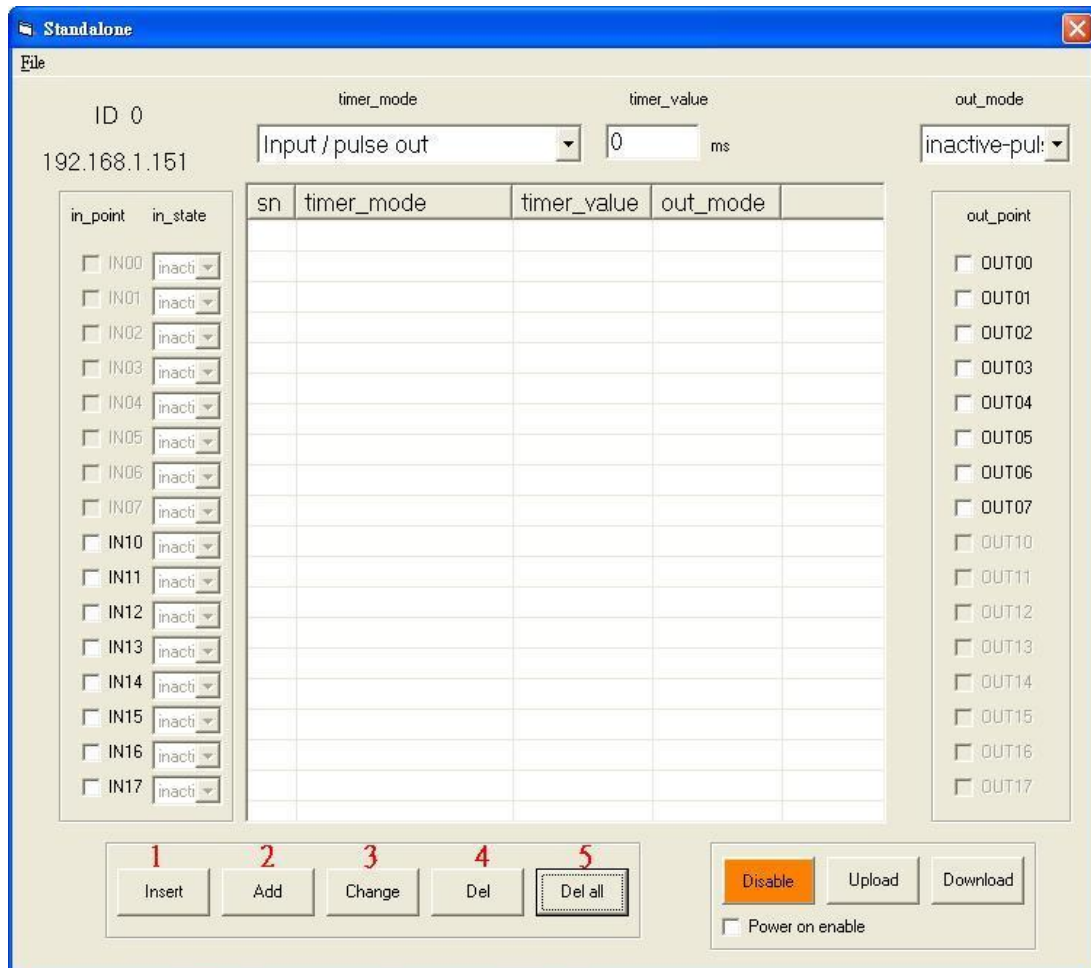 Standalone
File
ID 0
192.168.1.151
timer_mode
Input / pulse out
timer_value
0 ms
out_mode
inactive-pul
in_point in_state
IN00 inacti
IN01 inacti
IN02 inacti
IN03 inacti
IN04 inacti
IN05 inacti
IN06 inacti
IN07 inacti
IN10 inacti
IN11 inacti
IN12 inacti
IN13 inacti
IN14 inacti
IN15 inacti
IN16 inacti
IN17 inacti
sn timer_mode timer_value out_mode
out_point
OUT00
OUT01
OUT02
OUT03
OUT04
OUT05
OUT06
OUT07
OUT10
OUT11
OUT12
OUT13
OUT14
OUT15
OUT16
OUT17
1 2 3 4 5
Insert Add Change Del Del all
Disable Upload Download
Power on enable